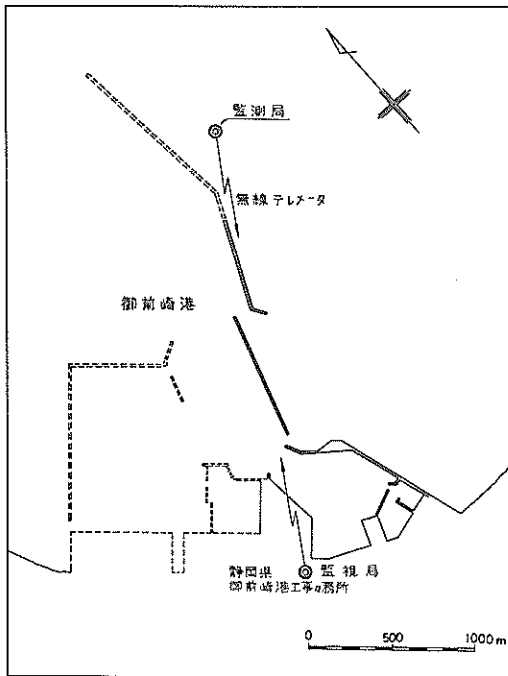 監測局
無線テレメータ
御前崎港
静岡県 監視局
御前崎港工事事務所
0 500 1000m